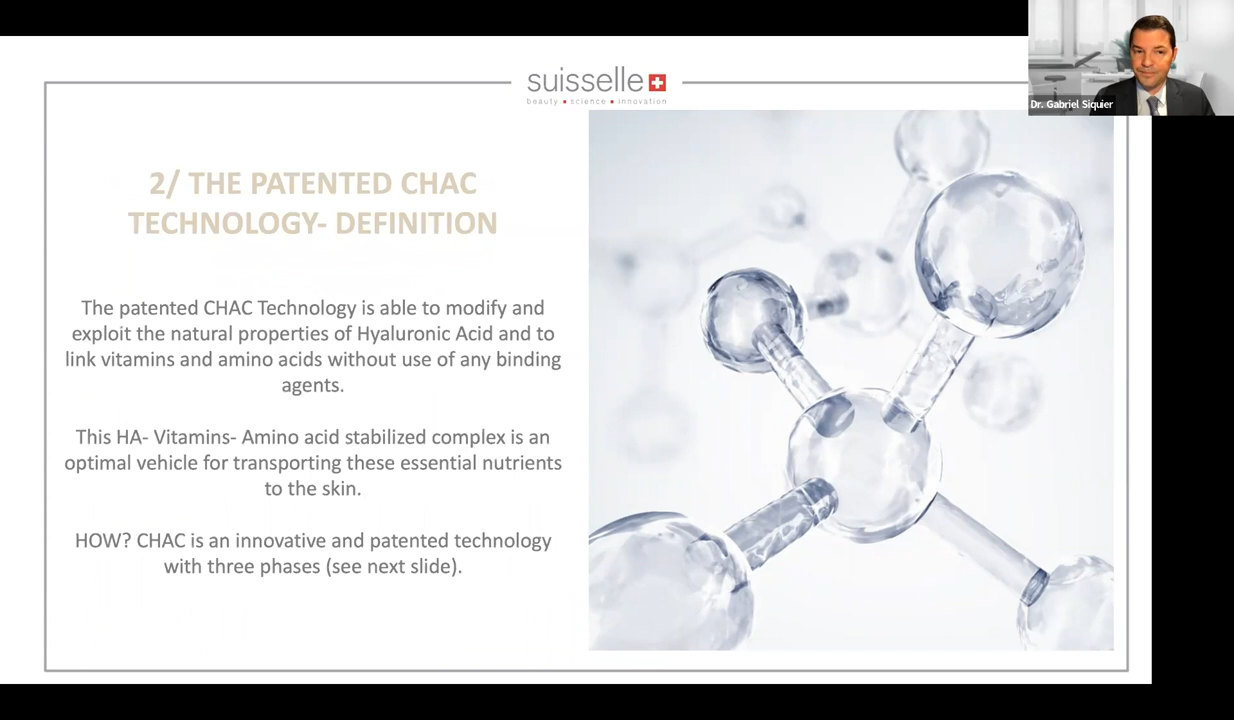 suisselle
beauty ▪ science ▪ innovation
Dr. Gabriel Siquier
2/ THE PATENTED CHAC
TECHNOLOGY- DEFINITION
The patented CHAC Technology is able to modify and
exploit the natural properties of Hyaluronic Acid and to
link vitamins and amino acids without use of any binding
agents.
This HA- Vitamins- Amino acid stabilized complex is an
optimal vehicle for transporting these essential nutrients
to the skin.
HOW? CHAC is an innovative and patented technology
with three phases (see next slide).